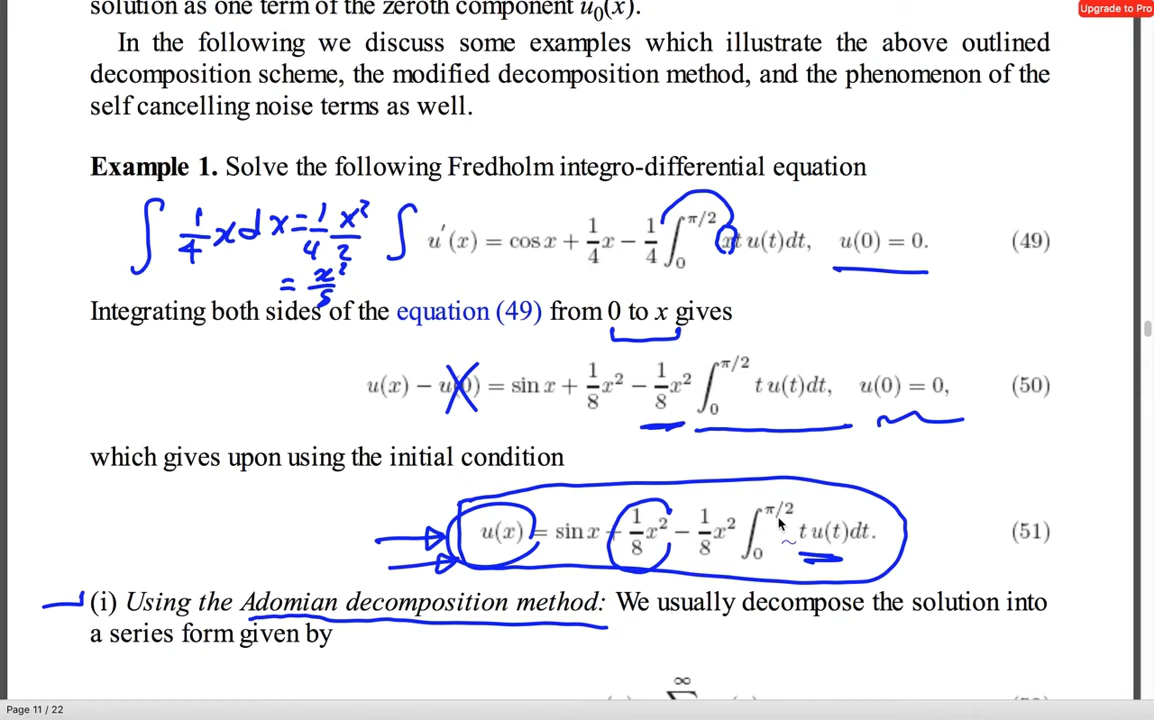 solution as one term of the zeroth component u₀(x).
Upgrade to Pro
In the following we discuss some examples which illustrate the above outlined
decomposition scheme, the modified decomposition method, and the phenomenon of the
self cancelling noise terms as well.
Example 1. Solve the following Fredholm integro-differential equation
∫ 1/4 x dx = 1/4 x²/2 ∫ u′(x) = cos x + 1/4 x − 1/4 ∫₀^{π/2} xt u(t)dt, u(0) = 0. (49)
= x²/8
Integrating both sides of the equation (49) from 0 to x gives
u(x) − u(0) = sin x + 1/8 x² − 1/8 x² ∫₀^{π/2} t u(t)dt, u(0) = 0, (50)
which gives upon using the initial condition
u(x) = sin x + 1/8 x² − 1/8 x² ∫₀^{π/2} t u(t)dt. (51)
(i) Using the Adomian decomposition method: We usually decompose the solution into
a series form given by
∞
Page 11 / 22